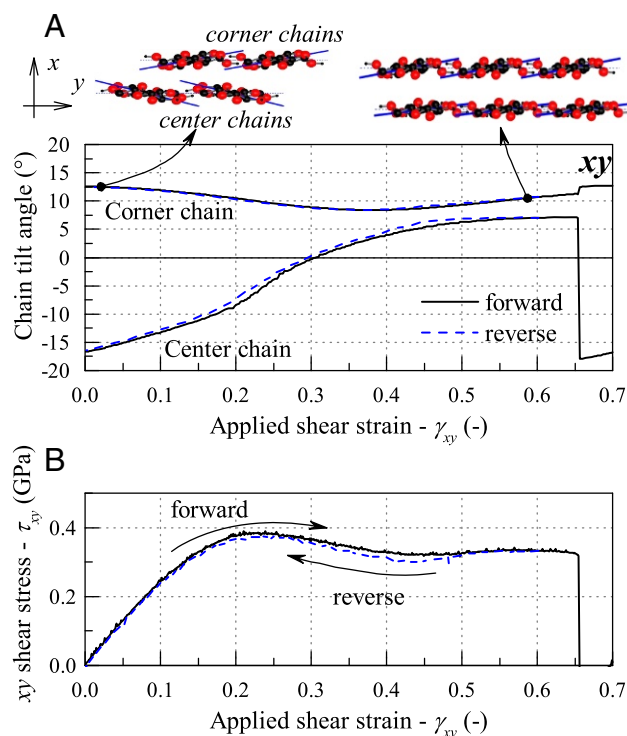 A
corner chains
x
y
center chains
xy
20
15
10
5
0
-5
-10
-15
-20
Chain tilt angle (°)
Corner chain
Center chain
forward
reverse
0.0 0.1 0.2 0.3 0.4 0.5 0.6 0.7
Applied shear strain - γxy (-)
B
xy shear stress - τxy (GPa)
0.4
0.2
0.0
forward
reverse
0.0 0.1 0.2 0.3 0.4 0.5 0.6 0.7
Applied shear strain - γxy (-)